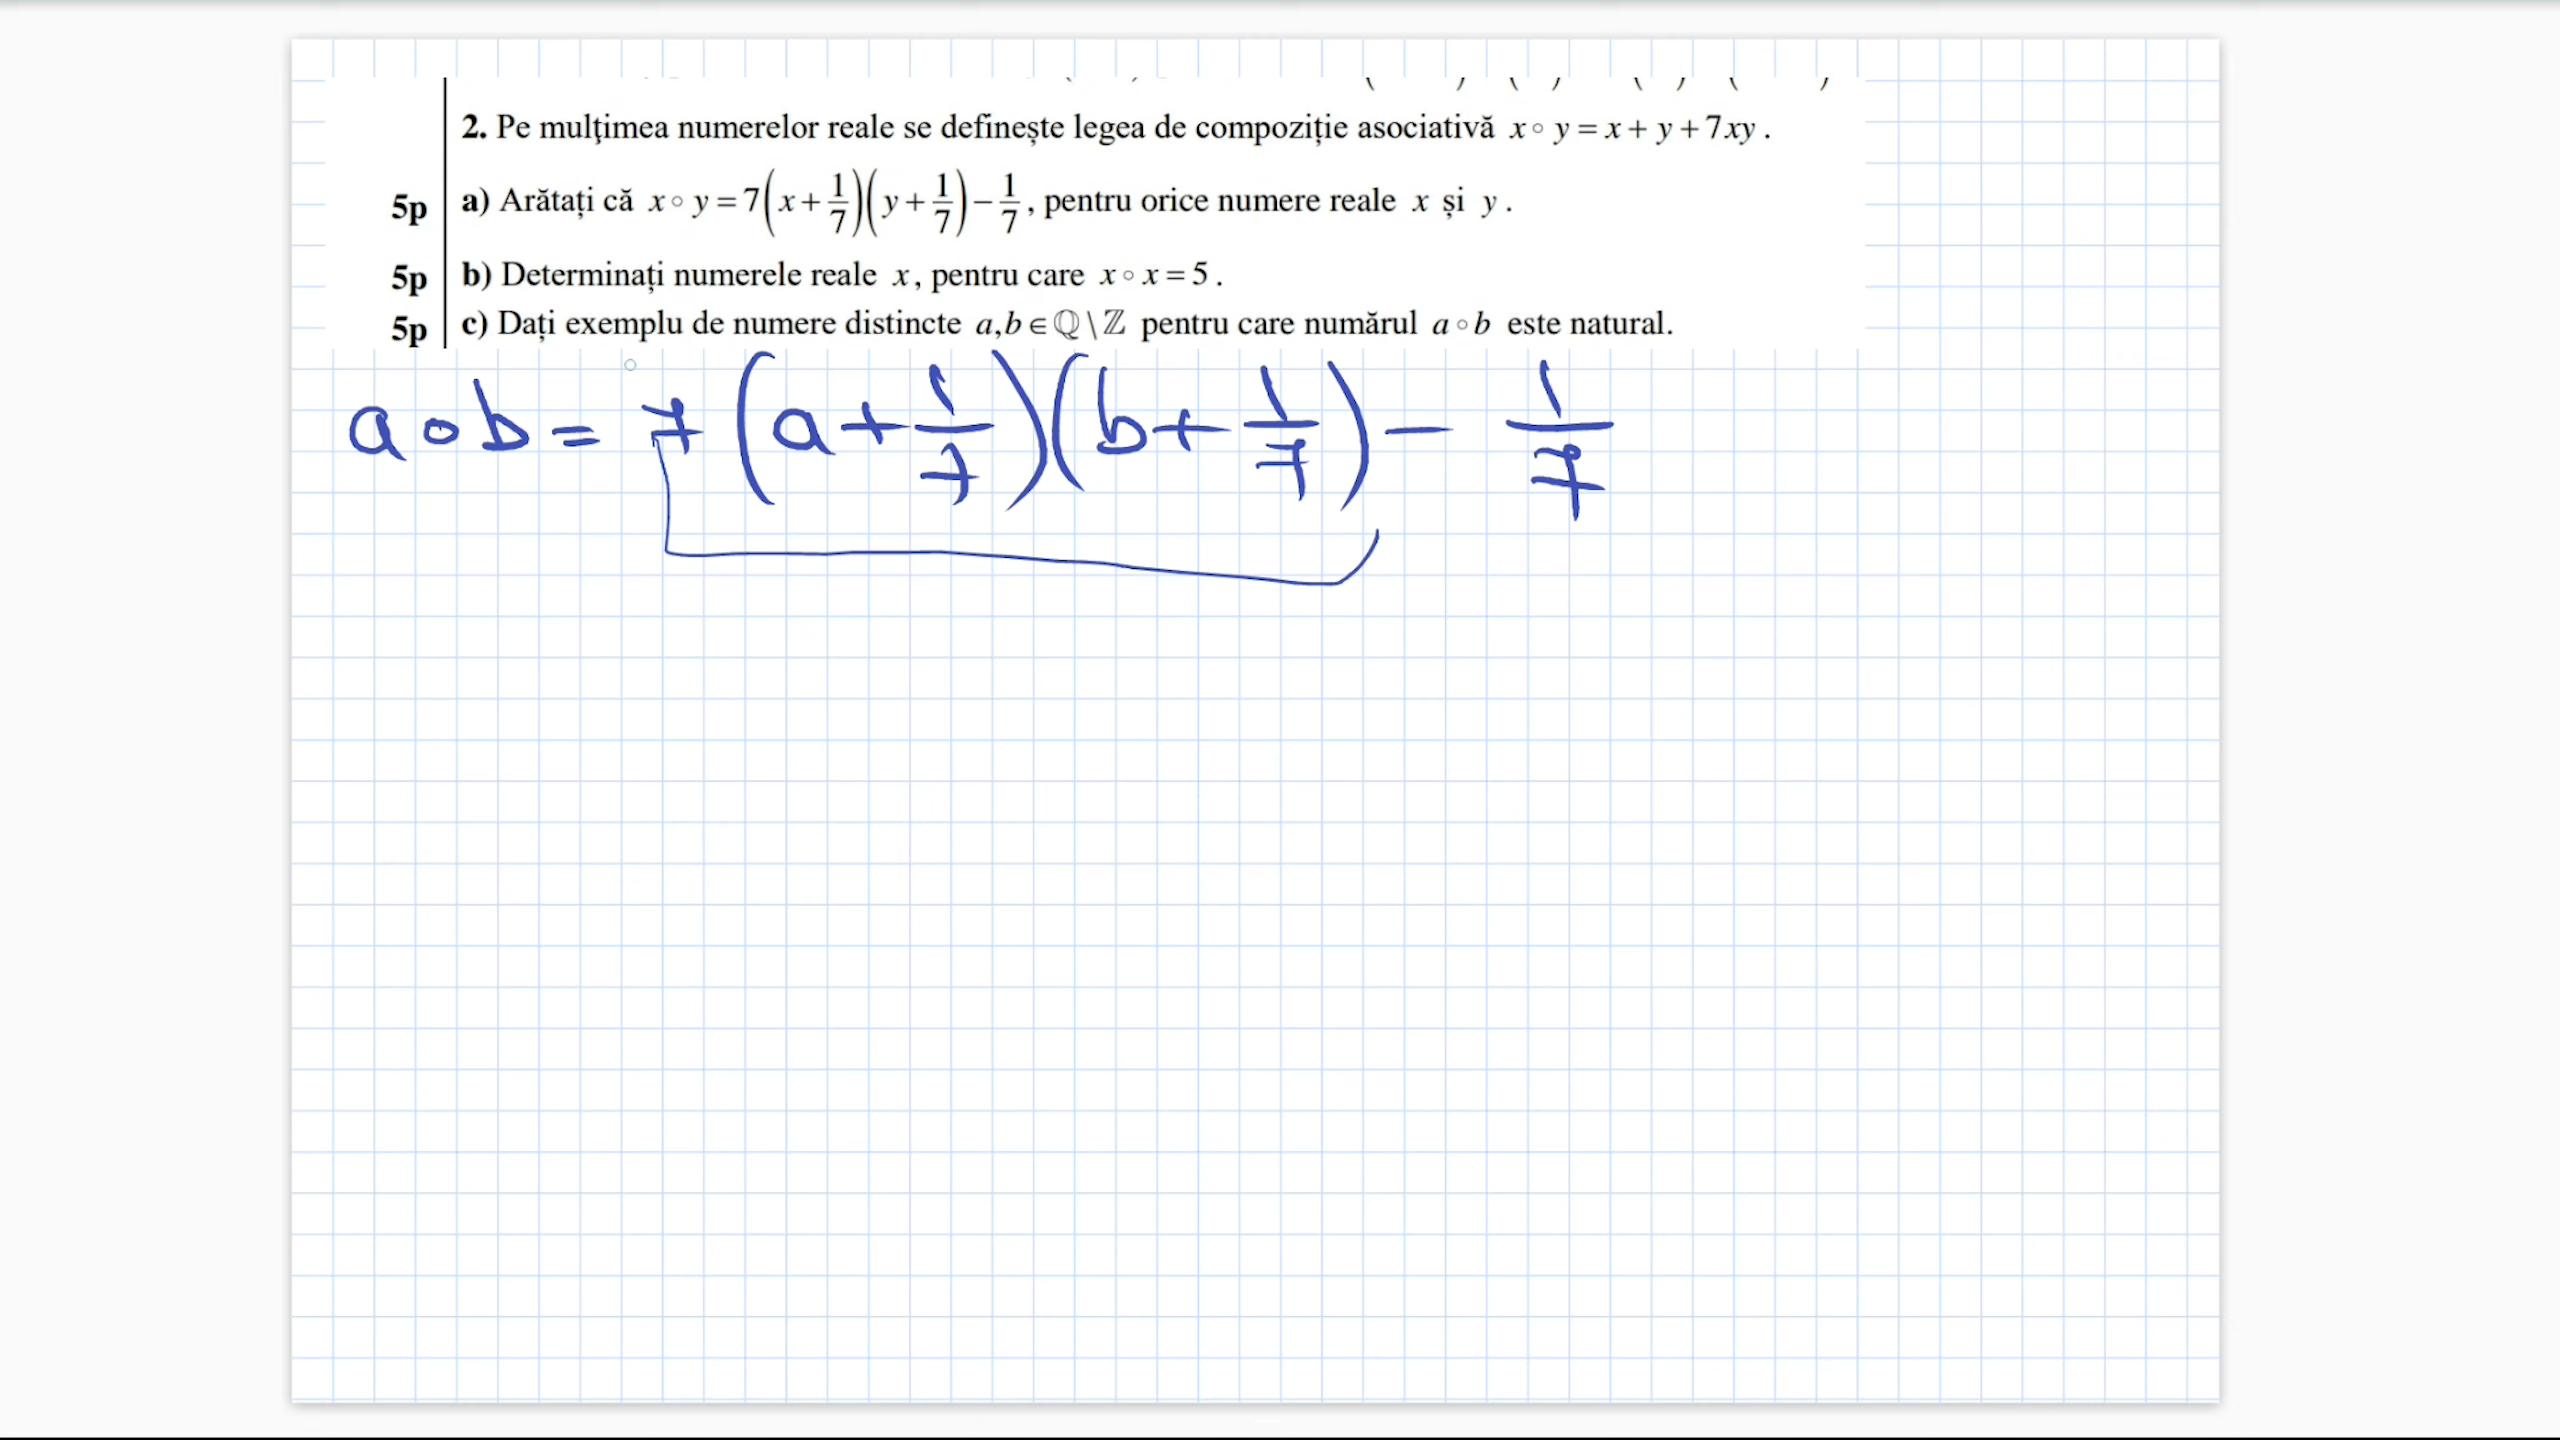 2. Pe mulţimea numerelor reale se definește legea de compoziție asociativă x∘y = x + y + 7xy.
5p a) Arătați că x∘y = 7(x + 1/7)(y + 1/7) − 1/7, pentru orice numere reale x și y.
5p b) Determinați numerele reale x, pentru care x∘x = 5.
5p c) Dați exemplu de numere distincte a,b ∈ ℚ\ℤ pentru care numărul a∘b este natural.
a∘b = 7(a + 1/7)(b + 1/7) − 1/7